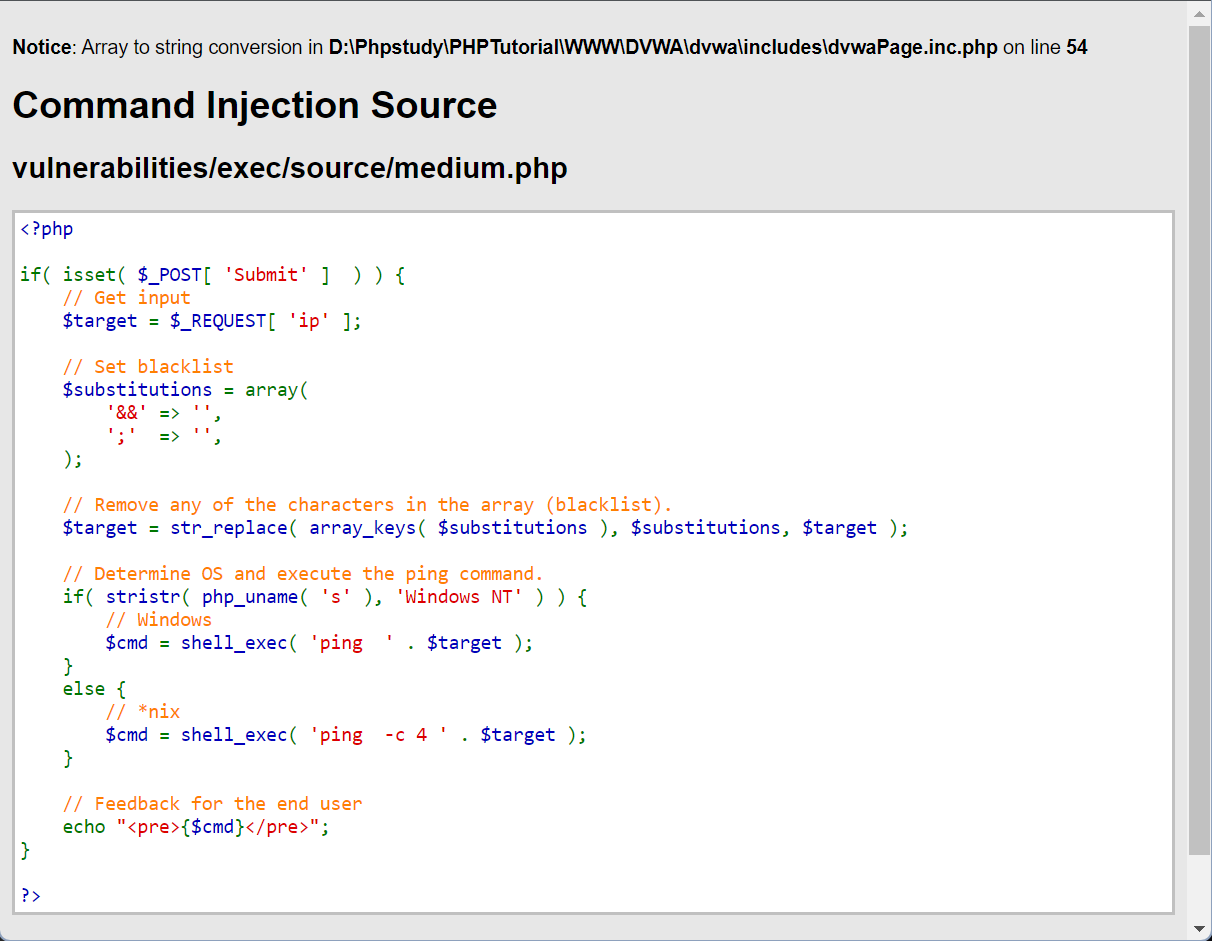 Notice: Array to string conversion in D:\Phpstudy\PHPTutorial\WWW\DVWA\dvwa\includes\dvwaPage.inc.php on line 54
Command Injection Source
vulnerabilities/exec/source/medium.php
<?php
if( isset( $_POST[ 'Submit' ]  ) ) {
    // Get input
    $target = $_REQUEST[ 'ip' ];
    // Set blacklist
    $substitutions = array(
        '&&' => '',
        ';'  => '',
    );
    // Remove any of the characters in the array (blacklist).
    $target = str_replace( array_keys( $substitutions ), $substitutions, $target );
    // Determine OS and execute the ping command.
    if( stristr( php_uname( 's' ), 'Windows NT' ) ) {
        // Windows
        $cmd = shell_exec( 'ping  ' . $target );
    }
    else {
        // *nix
        $cmd = shell_exec( 'ping  -c 4 ' . $target );
    }
    // Feedback for the end user
    echo "<pre>{$cmd}</pre>";
}
?>